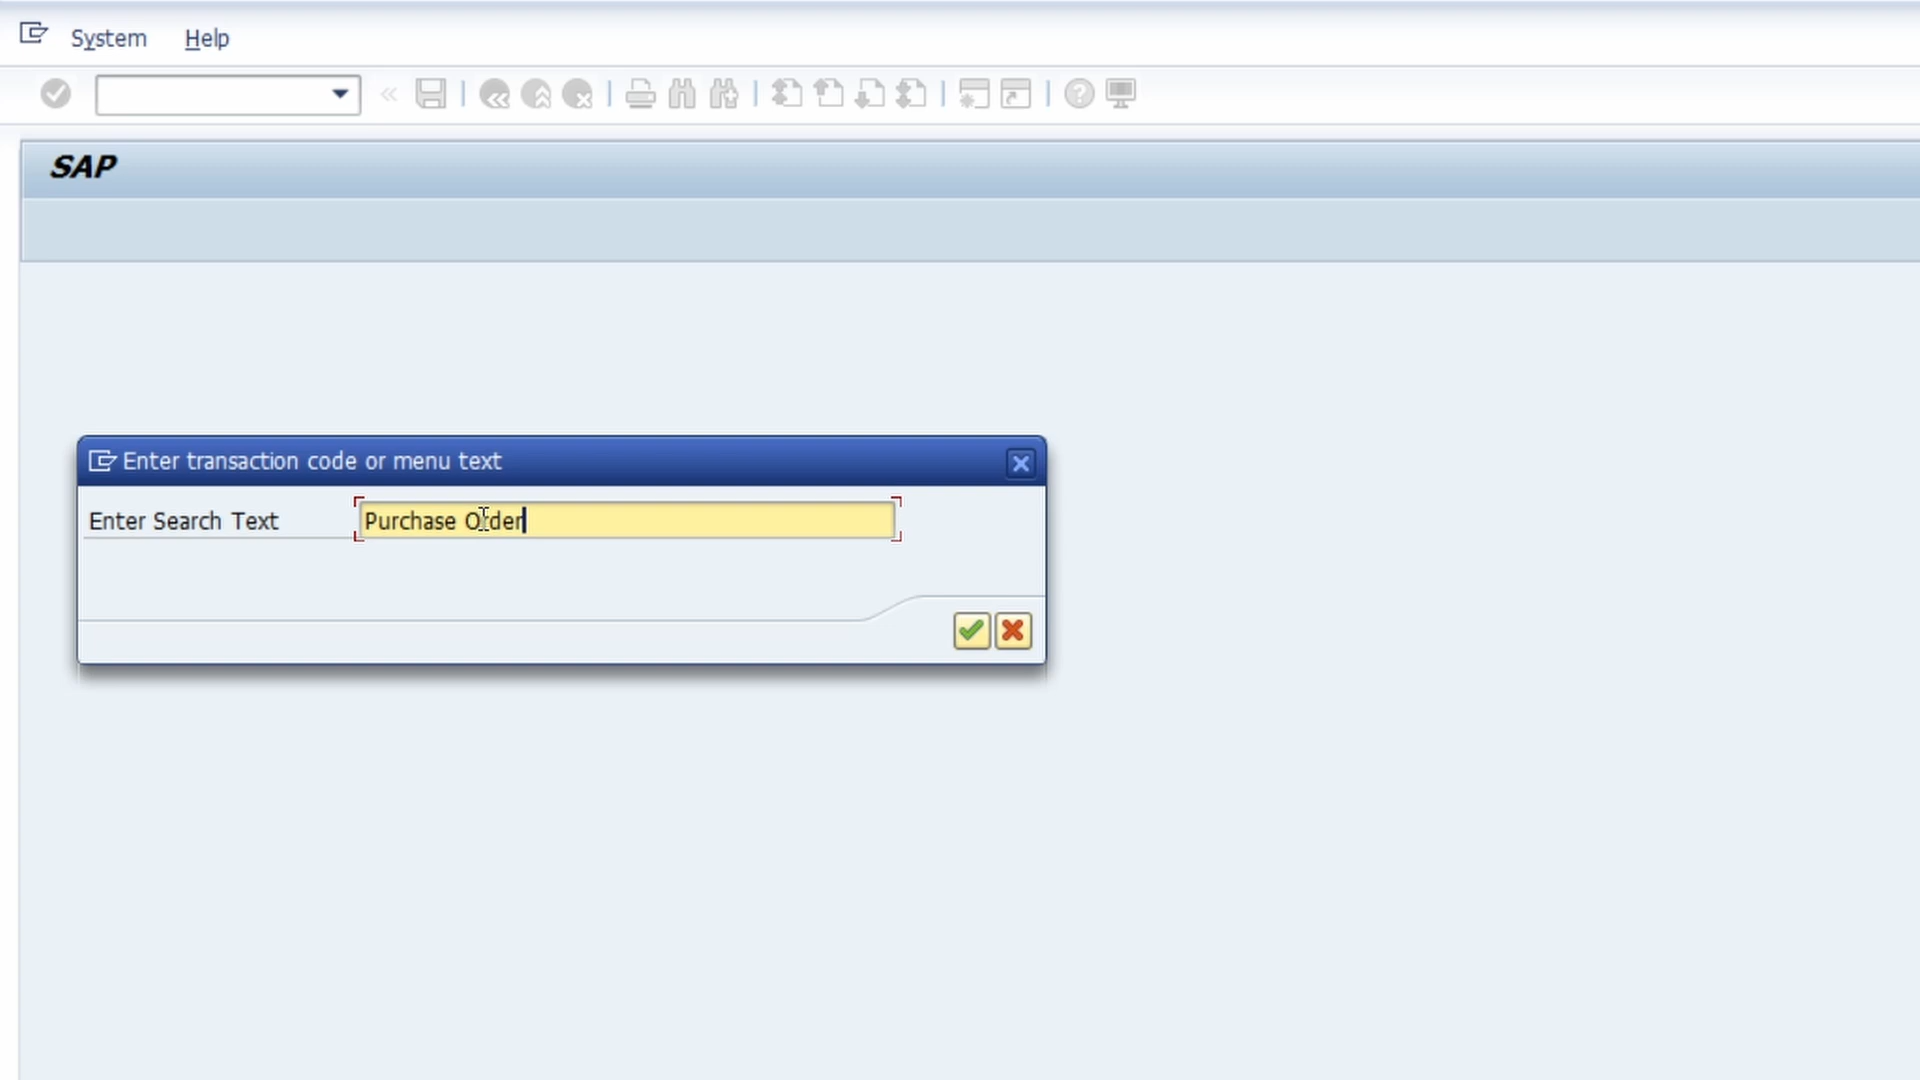 System Help
SAP
Enter transaction code or menu text
Enter Search Text Purchase Order